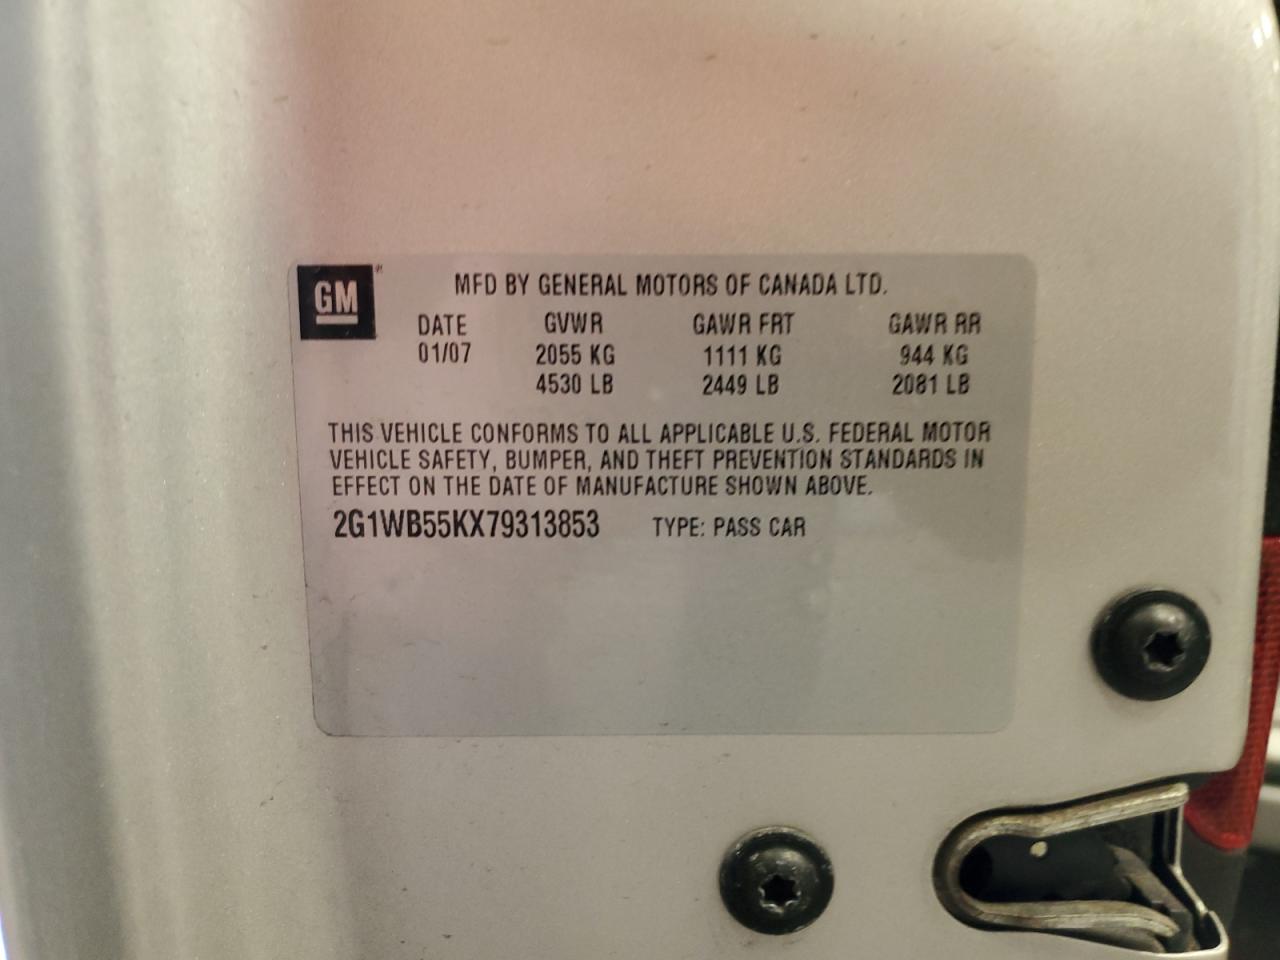 GM
MFD BY GENERAL MOTORS OF CANADA LTD.
DATE GVWR GAWR FRT GAWR RR
01/07 2055 KG 1111 KG 944 KG
4530 LB 2449 LB 2081 LB
THIS VEHICLE CONFORMS TO ALL APPLICABLE U.S. FEDERAL MOTOR
VEHICLE SAFETY, BUMPER, AND THEFT PREVENTION STANDARDS IN
EFFECT ON THE DATE OF MANUFACTURE SHOWN ABOVE.
2G1WB55KX79313853 TYPE: PASS CAR